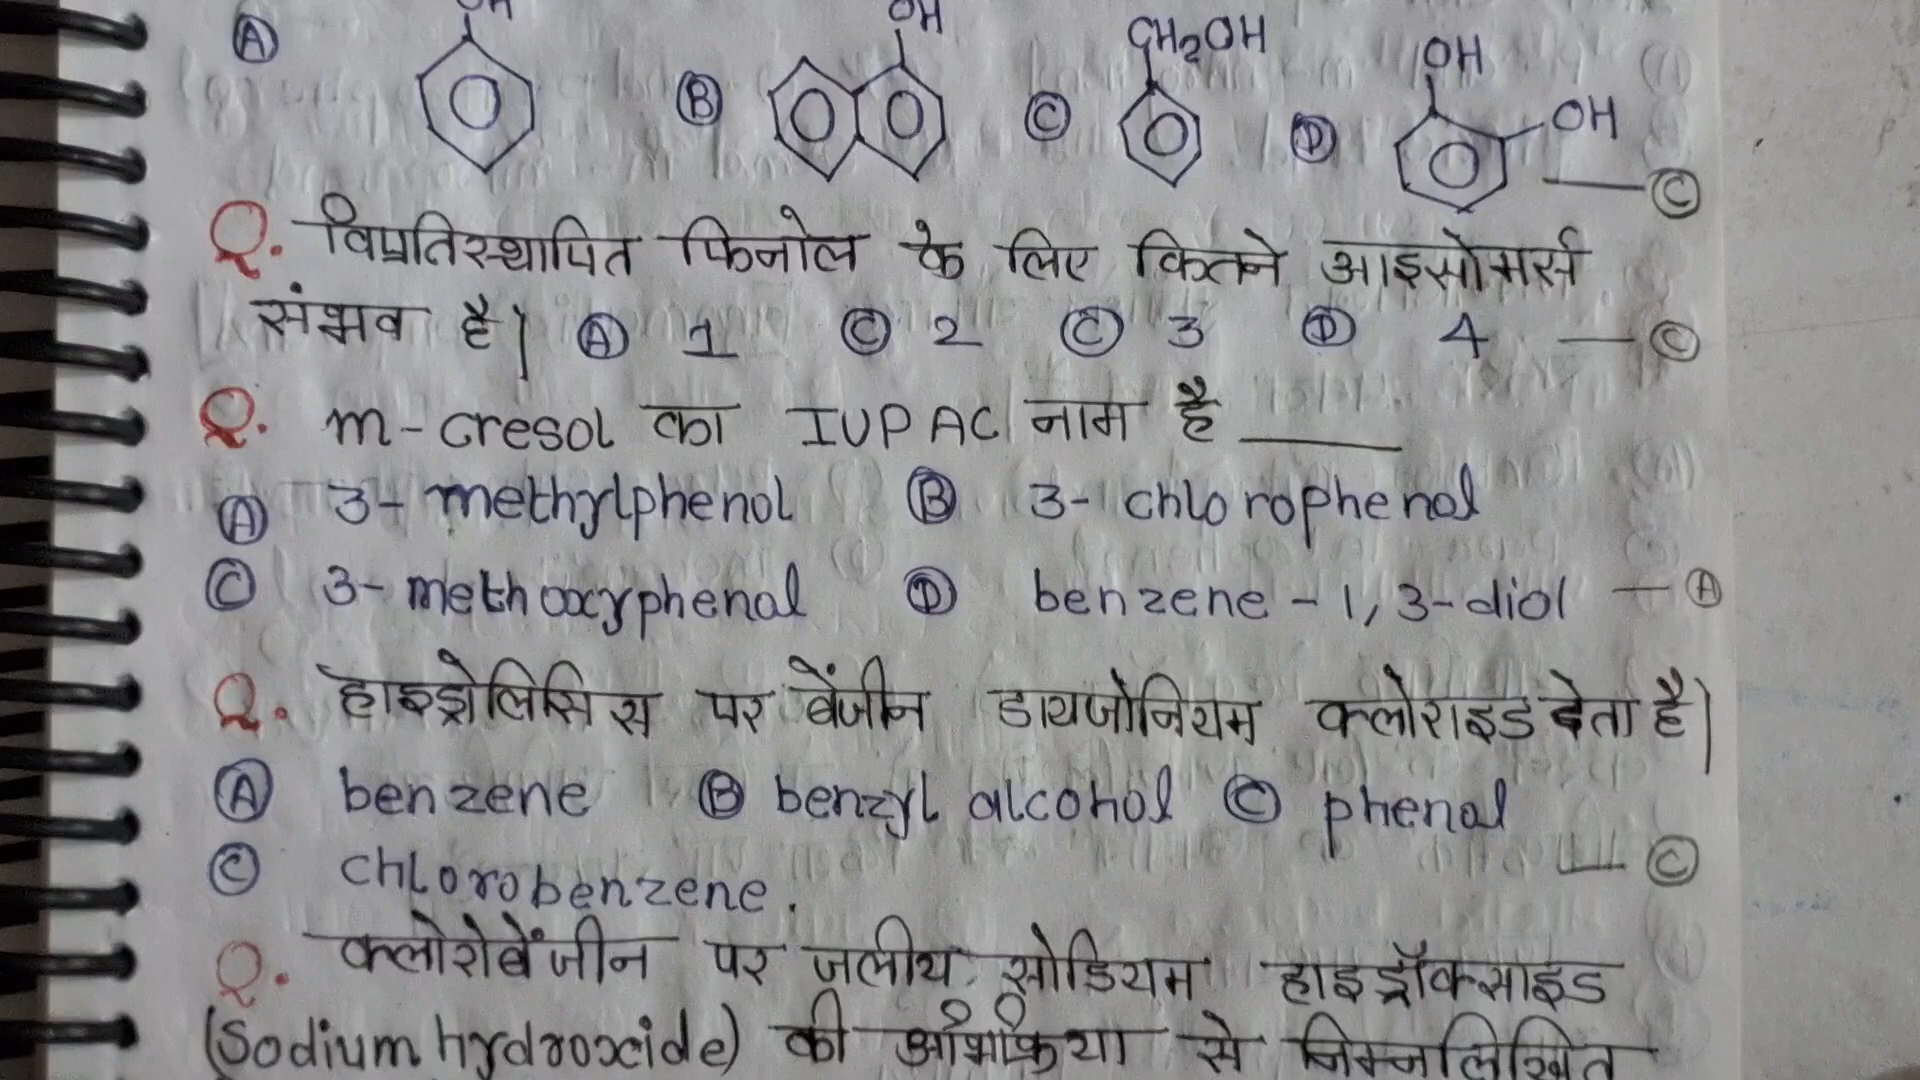 OH OH CH2OH OH
Ⓐ Ⓑ Ⓒ Ⓓ OH
— Ⓒ
Q. विप्रतिस्थापित फिनोल के लिए कितने आइसोमर्स
संभव है। Ⓐ 1 Ⓒ 2 Ⓒ 3 Ⓓ 4 — Ⓒ
Q. m-cresol का IUPAC नाम है ____
Ⓐ 3-methylphenol Ⓑ 3-chlorophenol
Ⓒ 3-methoxyphenol Ⓓ benzene-1,3-diol — Ⓐ
Q. हाइड्रोलिसिस पर बेंजीन डायजोनियम क्लोराइड देता है।
Ⓐ benzene Ⓑ benzyl alcohol Ⓒ phenol
Ⓒ chlorobenzene. — Ⓒ
Q. क्लोरोबेंजीन पर जलीय सोडियम हाइड्रॉक्साइड
(Sodium hydroxide) की अभिक्रिया से निम्नलिखित